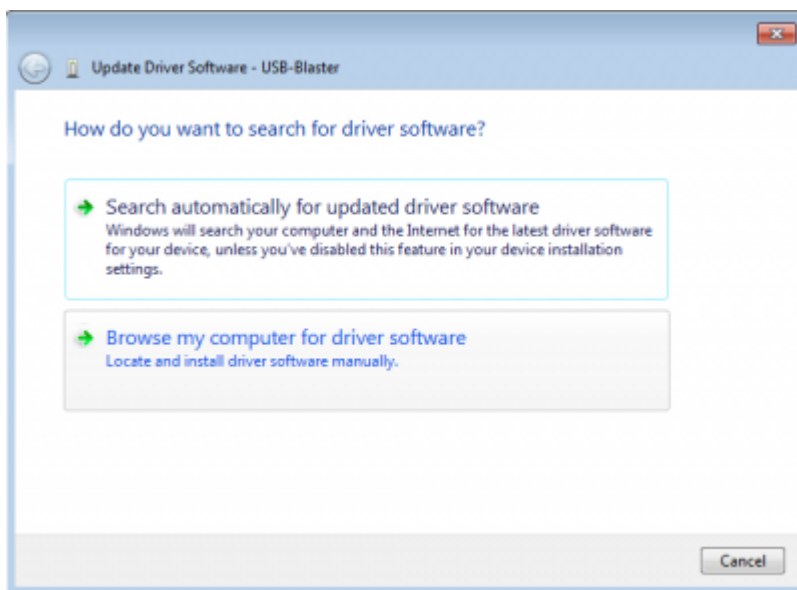 Update Driver Software - USB-Blaster
How do you want to search for driver software?
Search automatically for updated driver software
Windows will search your computer and the Internet for the latest driver software
for your device, unless you've disabled this feature in your device installation
settings.
Browse my computer for driver software
Locate and install driver software manually.
Cancel